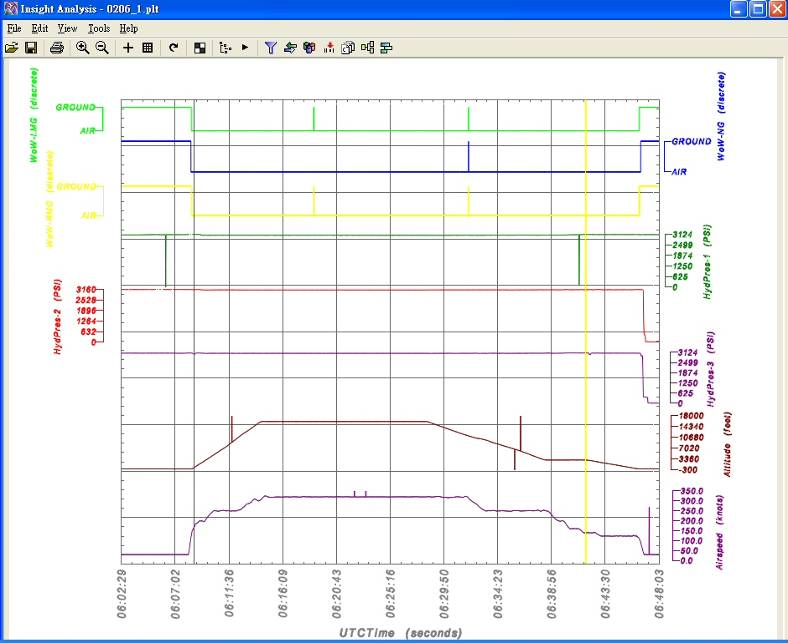 Insight Analysis - 0206_1.plt
File Edit View Tools Help
WoW-LMG (discrete)
GROUND
AIR
WoW-NG (discrete)
GROUND
AIR
WoW-RMG (discrete)
GROUND
AIR
HydPres-1 (PSI)
3124
2499
1874
1250
625
0
HydPres-2 (PSI)
3160
2528
1896
1264
632
0
HydPres-3 (PSI)
3124
2499
1874
1250
625
0
Altitude (feet)
18000
14340
10680
7020
3360
-300
Airspeed (knots)
350.0
300.0
250.0
200.0
150.0
100.0
50.0
0.0
06:02:29 06:07:02 06:11:36 06:16:09 06:20:43 06:25:16 06:29:50 06:34:23 06:38:56 06:43:30 06:48:03
UTCTime (seconds)